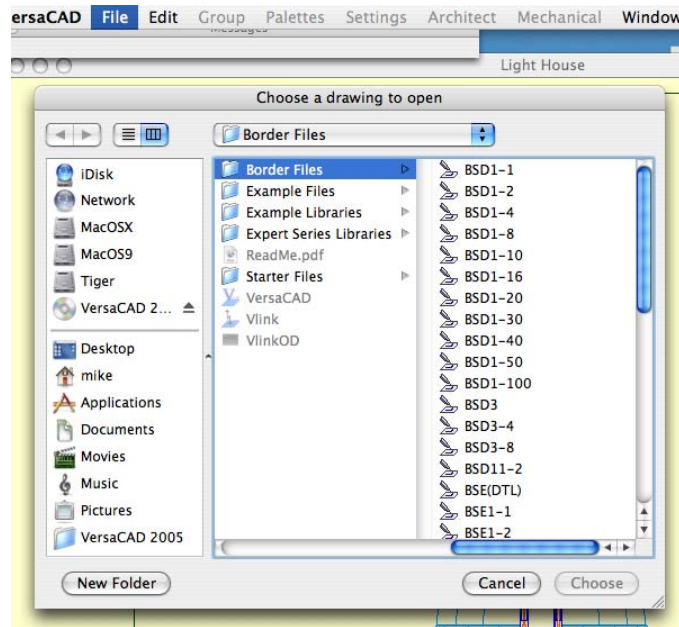 ersaCAD File Edit Group Palettes Settings Architect Mechanical Window
Messages
Light House
Choose a drawing to open
Border Files
iDisk
Network
MacOSX
MacOS9
Tiger
VersaCAD 2...
Desktop
mike
Applications
Documents
Movies
Music
Pictures
VersaCAD 2005
Border Files
Example Files
Example Libraries
Expert Series Libraries
ReadMe.pdf
Starter Files
VersaCAD
Vlink
VlinkOD
BSD1-1
BSD1-2
BSD1-4
BSD1-8
BSD1-10
BSD1-16
BSD1-20
BSD1-30
BSD1-40
BSD1-50
BSD1-100
BSD3
BSD3-4
BSD3-8
BSD11-2
BSE(DTL)
BSE1-1
BSE1-2
New Folder Cancel Choose